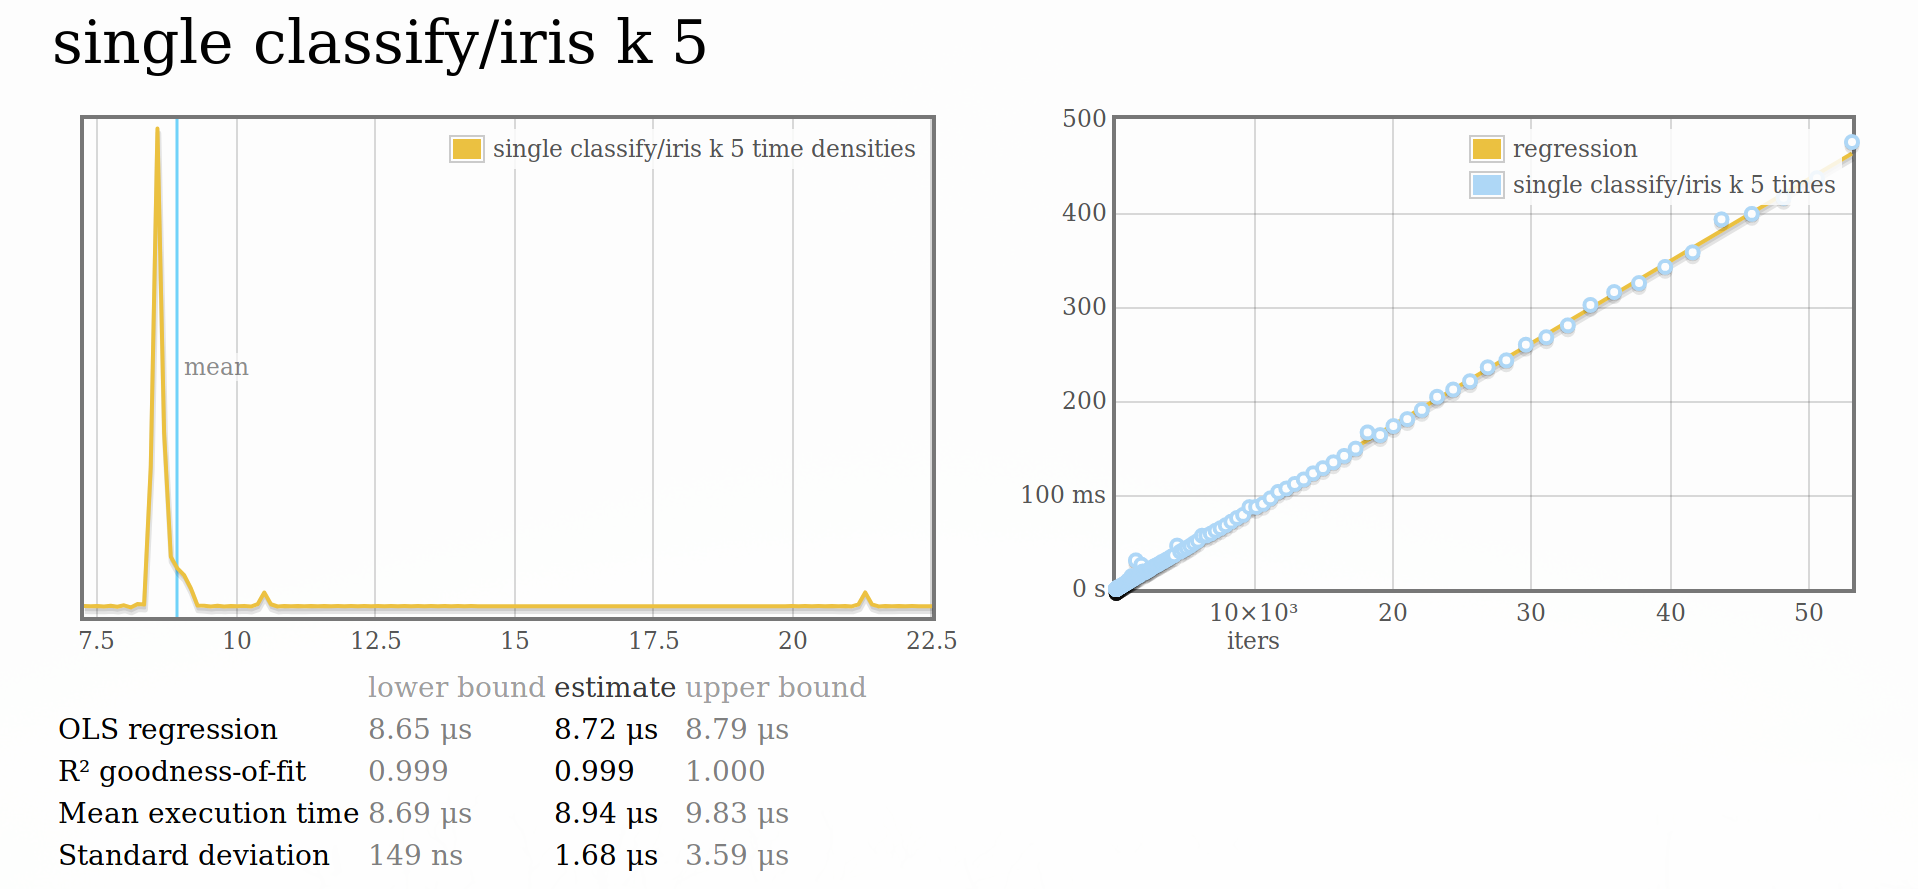 single classify/iris k 5
single classify/iris k 5 time densities
mean
7.5 10 12.5 15 17.5 20 22.5
regression
single classify/iris k 5 times
500
400
300
200
100 ms
0 s
10×10³ 20 30 40 50
iters
lower bound estimate upper bound
OLS regression 8.65 μs 8.72 μs 8.79 μs
R² goodness-of-fit 0.999 0.999 1.000
Mean execution time 8.69 μs 8.94 μs 9.83 μs
Standard deviation 149 ns 1.68 μs 3.59 μs